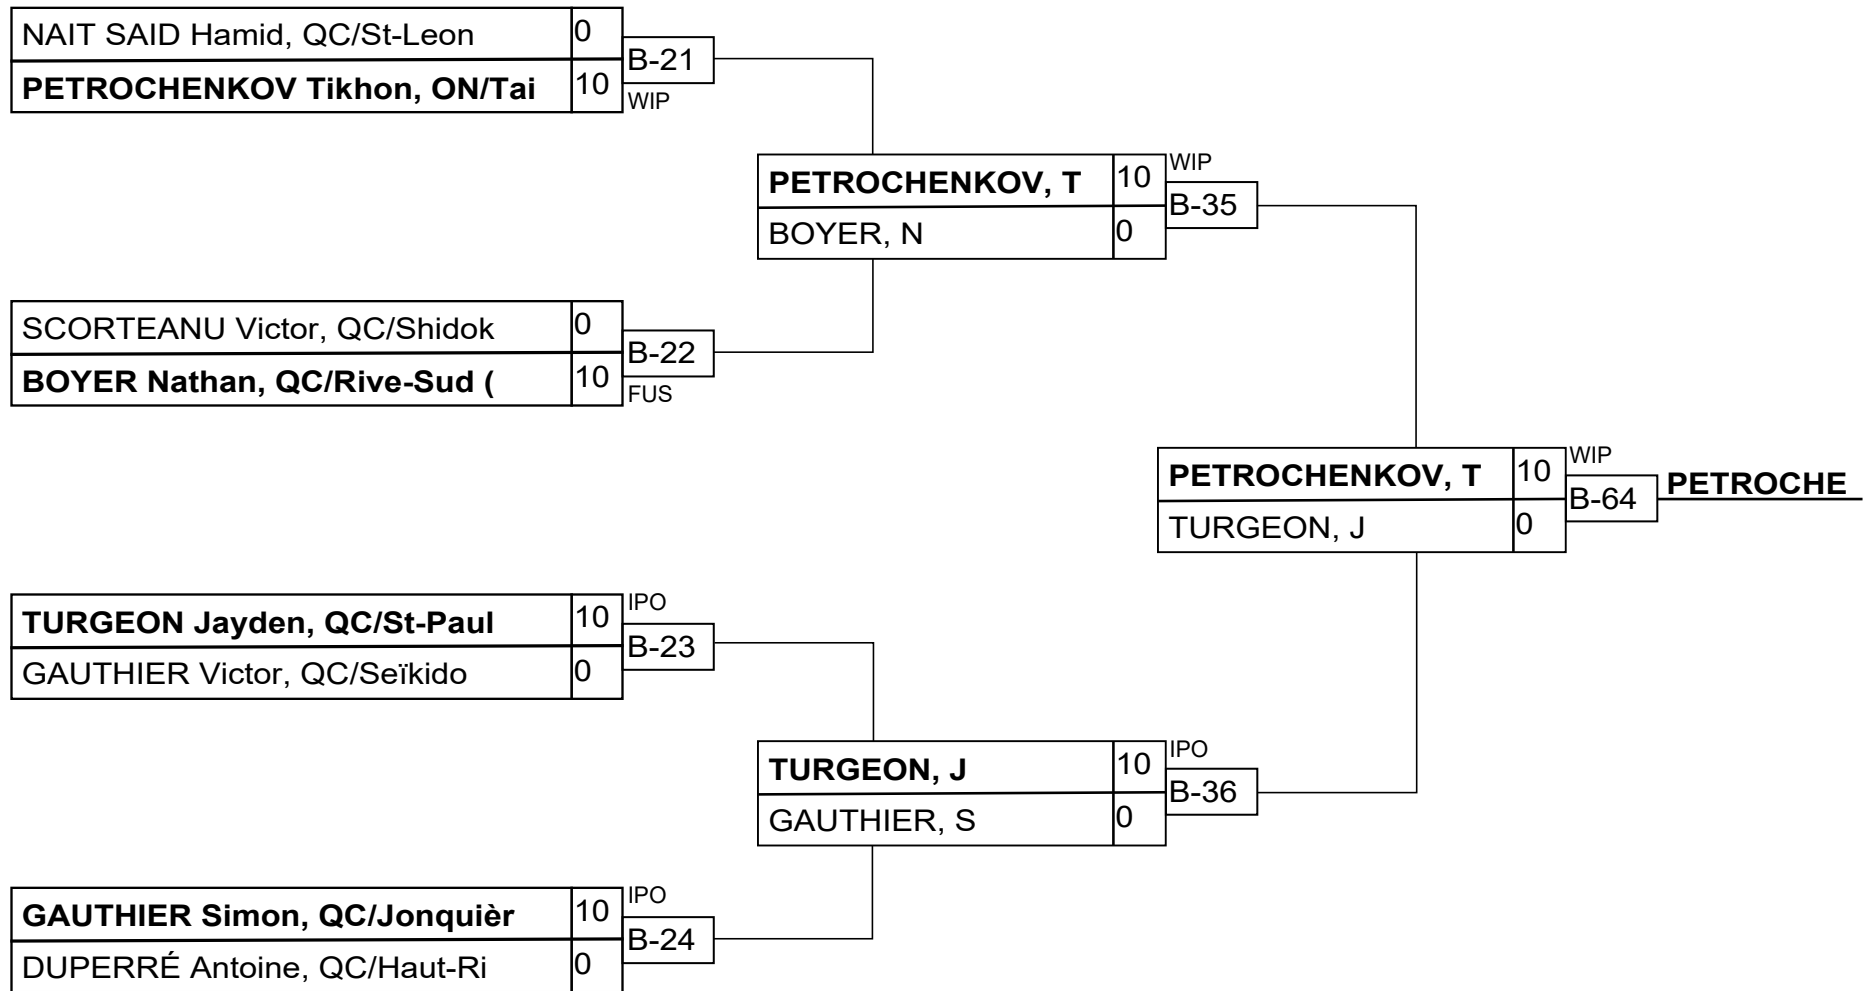 NAIT SAID Hamid, QC/St-Leon 0
B-21
PETROCHENKOV Tikhon, ON/Tai 10
WIP
PETROCHENKOV, T 10 WIP
B-35
BOYER, N 0
SCORTEANU Victor, QC/Shidok 0
B-22
BOYER Nathan, QC/Rive-Sud ( 10
FUS
PETROCHENKOV, T 10 WIP
B-64 PETROCHE
TURGEON, J 0
TURGEON Jayden, QC/St-Paul 10 IPO
B-23
GAUTHIER Victor, QC/Seïkido 0
TURGEON, J 10 IPO
B-36
GAUTHIER, S 0
GAUTHIER Simon, QC/Jonquièr 10 IPO
B-24
DUPERRÉ Antoine, QC/Haut-Ri 0